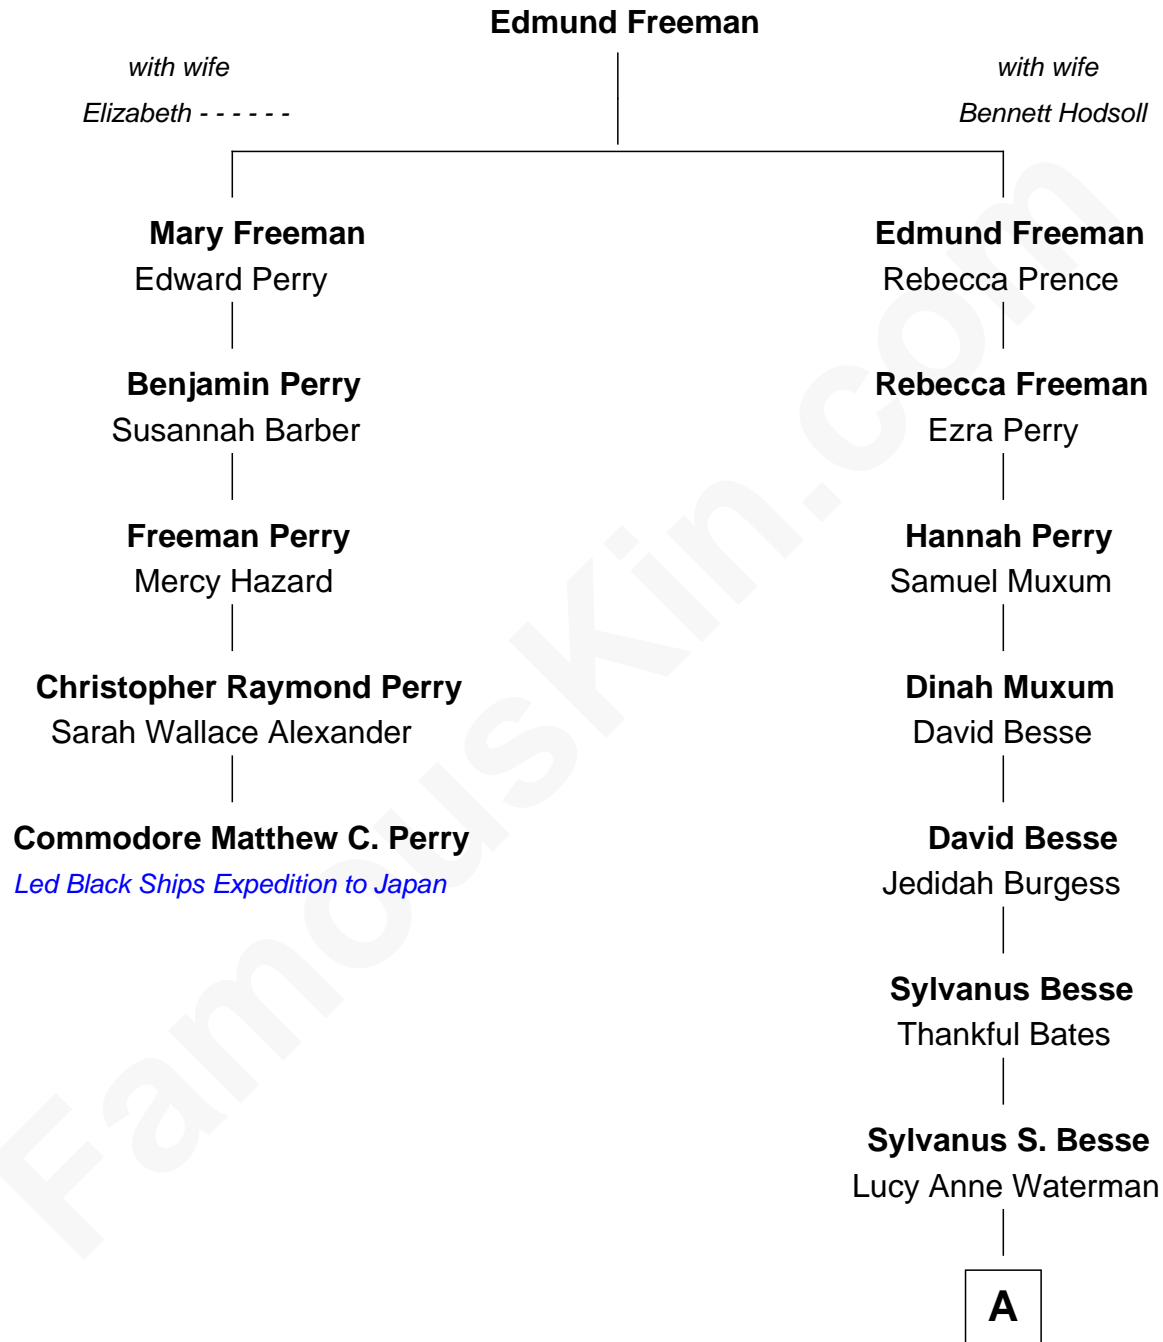 Edmund Freeman
with wife
Elizabeth - - - - - -
with wife
Bennett Hodsoll
Mary Freeman
Edward Perry
Edmund Freeman
Rebecca Prence
Benjamin Perry
Susannah Barber
Rebecca Freeman
Ezra Perry
Freeman Perry
Mercy Hazard
Hannah Perry
Samuel Muxum
Christopher Raymond Perry
Sarah Wallace Alexander
Dinah Muxum
David Besse
Commodore Matthew C. Perry
Led Black Ships Expedition to Japan
David Besse
Jedidah Burgess
Sylvanus Besse
Thankful Bates
Sylvanus S. Besse
Lucy Anne Waterman
A
FamousKin.com